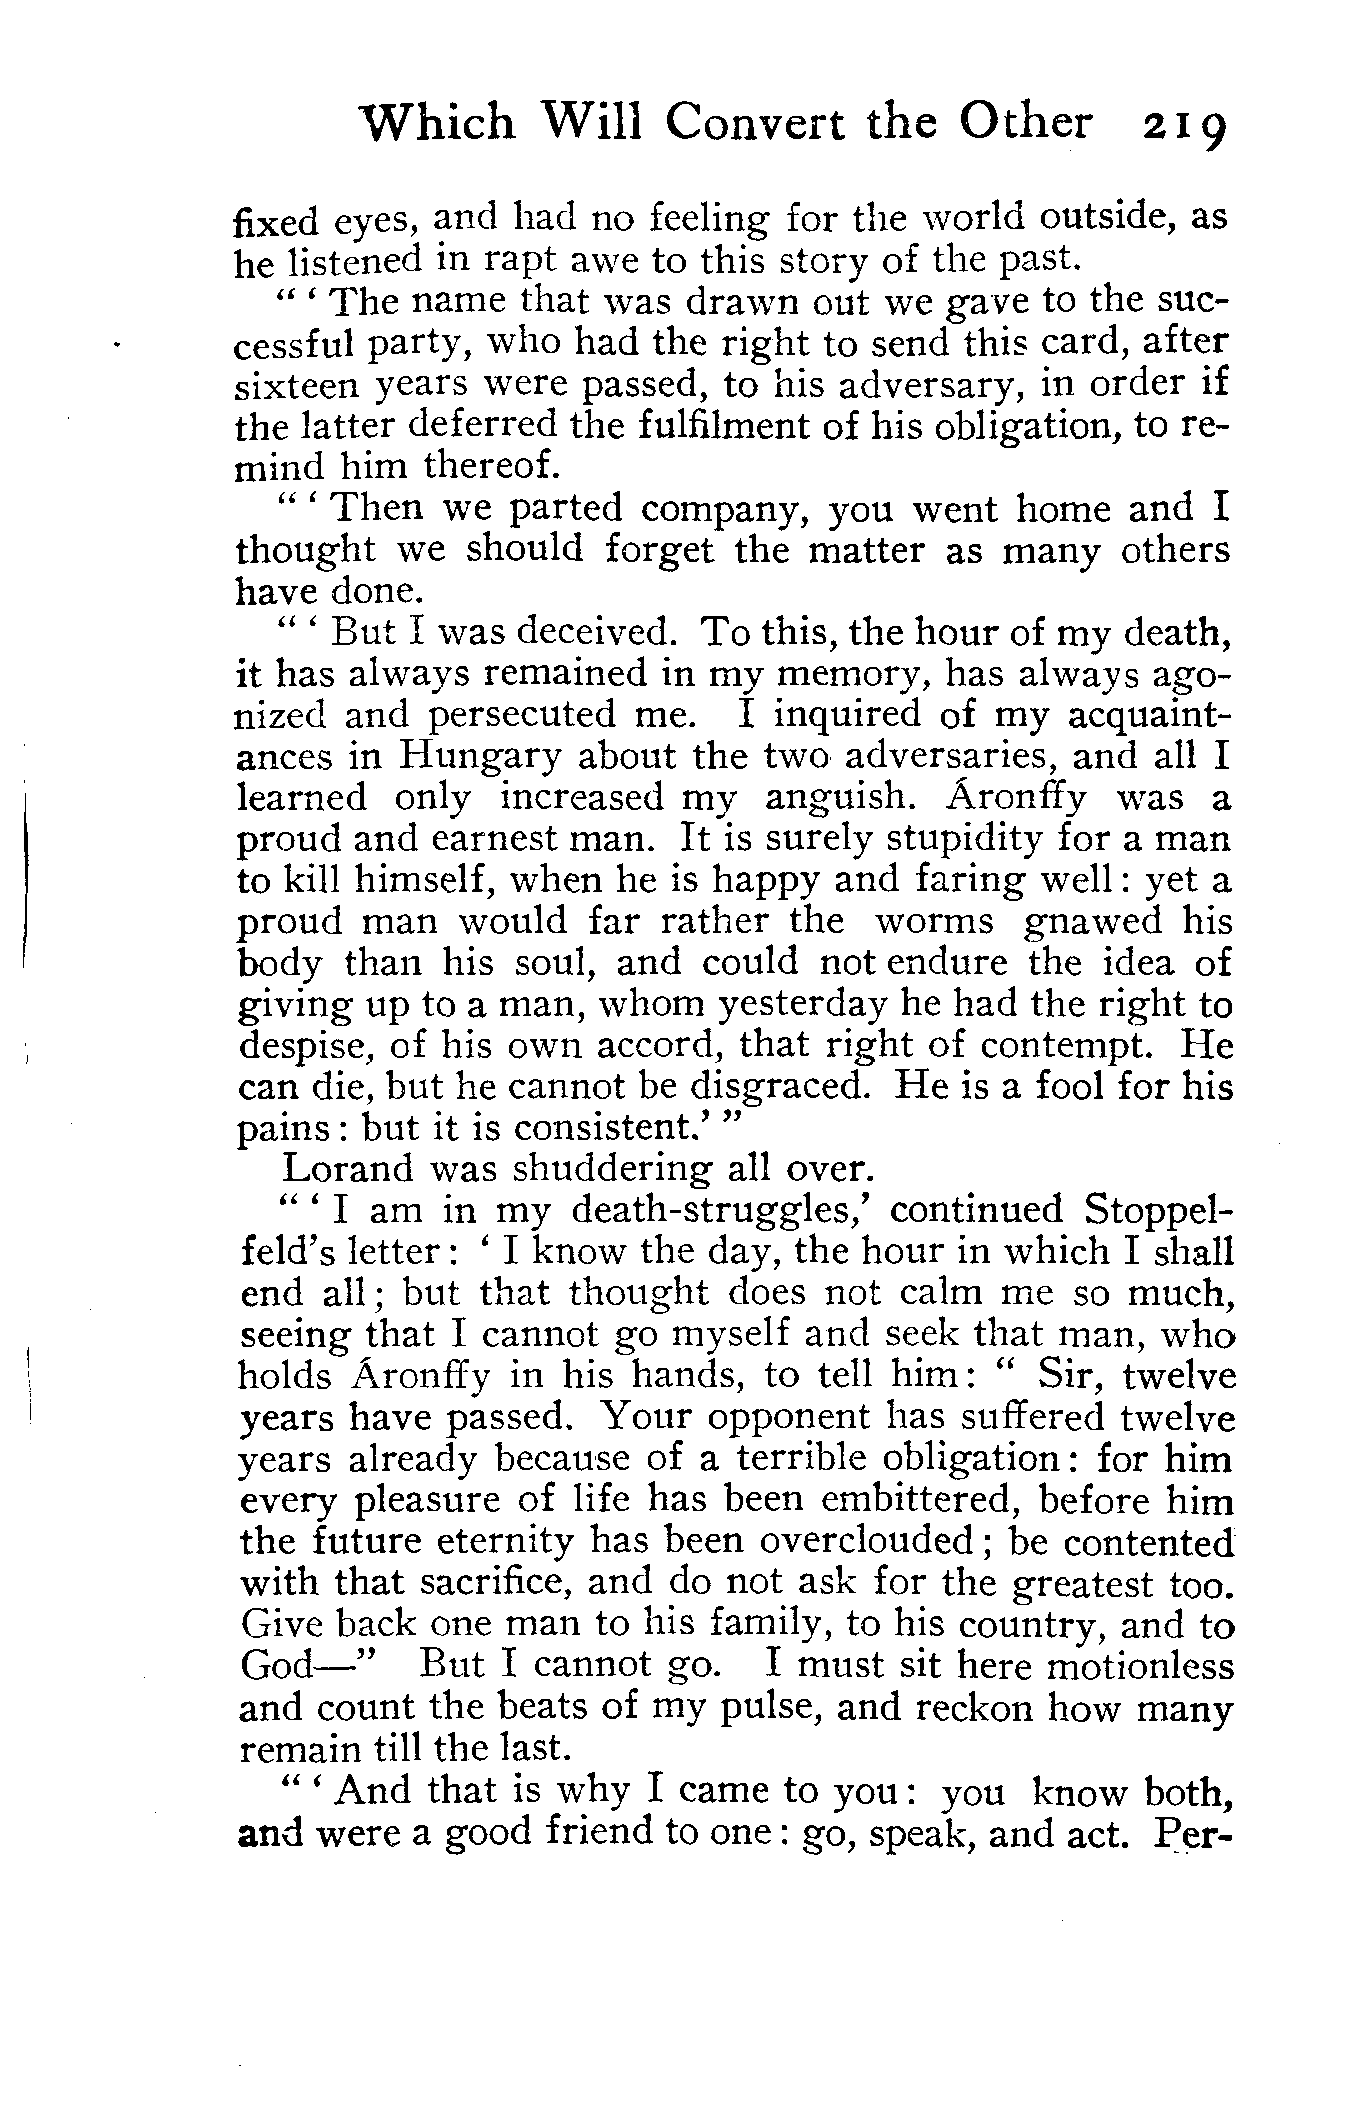 Which Will Convert the Other 219
fixed eyes, and had no feeling for the world outside, as
he listened in rapt awe to this story of the past.
“ ‘ The name that was drawn out we gave to the suc-
cessful party, who had the right to send this card, after
sixteen years were passed, to his adversary, in order if
the latter deferred the fulfilment of his obligation, to re-
mind him thereof.
“ ‘ Then we parted company, you went home and I
thought we should forget the matter as many others
have done.
“ ‘ But I was deceived. To this, the hour of my death,
it has always remained in my memory, has always ago-
nized and persecuted me. I inquired of my acquaint-
ances in Hungary about the two adversaries, and all I
learned only increased my anguish. Áronffy was a
proud and earnest man. It is surely stupidity for a man
to kill himself, when he is happy and faring well : yet a
proud man would far rather the worms gnawed his
body than his soul, and could not endure the idea of
giving up to a man, whom yesterday he had the right to
despise, of his own accord, that right of contempt. He
can die, but he cannot be disgraced. He is a fool for his
pains : but it is consistent.’ ”
Lorand was shuddering all over.
“ ‘ I am in my death-struggles,’ continued Stoppel-
feld’s letter : ‘ I know the day, the hour in which I shall
end all ; but that thought does not calm me so much,
seeing that I cannot go myself and seek that man, who
holds Áronffy in his hands, to tell him : “ Sir, twelve
years have passed. Your opponent has suffered twelve
years already because of a terrible obligation : for him
every pleasure of life has been embittered, before him
the future eternity has been overclouded ; be contented
with that sacrifice, and do not ask for the greatest too.
Give back one man to his family, to his country, and to
God—” But I cannot go. I must sit here motionless
and count the beats of my pulse, and reckon how many
remain till the last.
“ ‘ And that is why I came to you : you know both,
and were a good friend to one : go, speak, and act. Per-